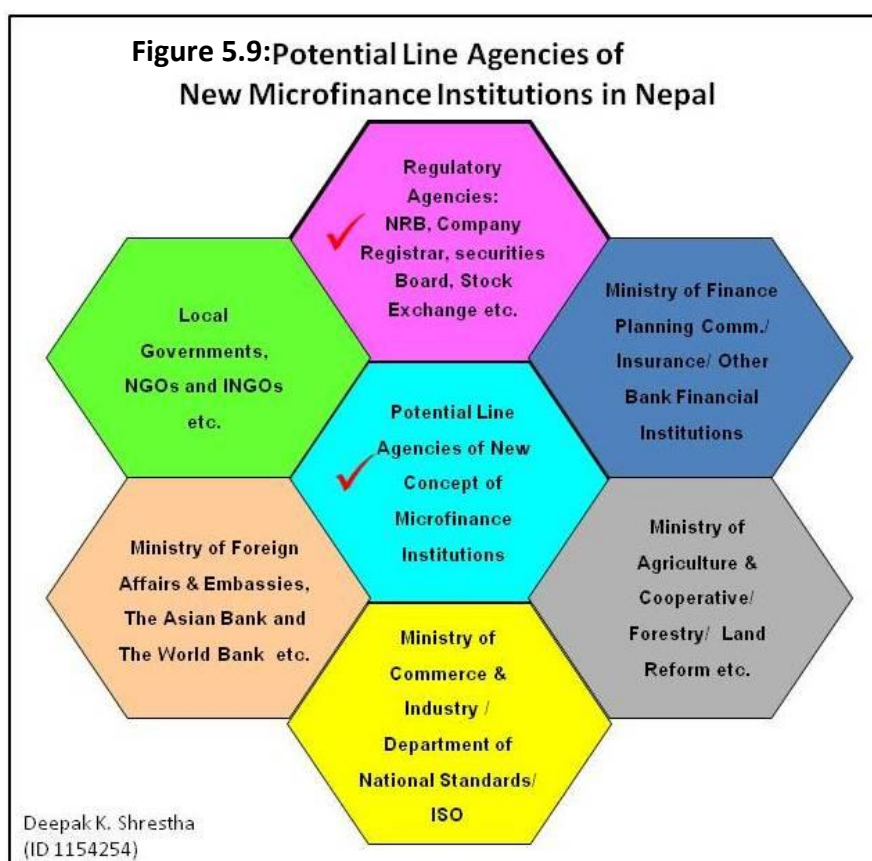 Figure 5.9:Potential Line Agencies of
New Microfinance Institutions in Nepal
Regulatory
Agencies:
NRB, Company
Registrar, securities
Board, Stock
Exchange etc.
Local
Governments,
NGOs and INGOs
etc.
Ministry of Finance
Planning Comm./
Insurance/ Other
Bank Financial
Institutions
Potential Line
Agencies of New
Concept of
Microfinance
Institutions
Ministry of Foreign
Affairs & Embassies,
The Asian Bank and
The World Bank etc.
Ministry of
Agriculture &
Cooperative/
Forestry/ Land
Reform etc.
Ministry of
Commerce &
Industry /
Department of
National Standards/
ISO
Deepak K. Shrestha
(ID 1154254)